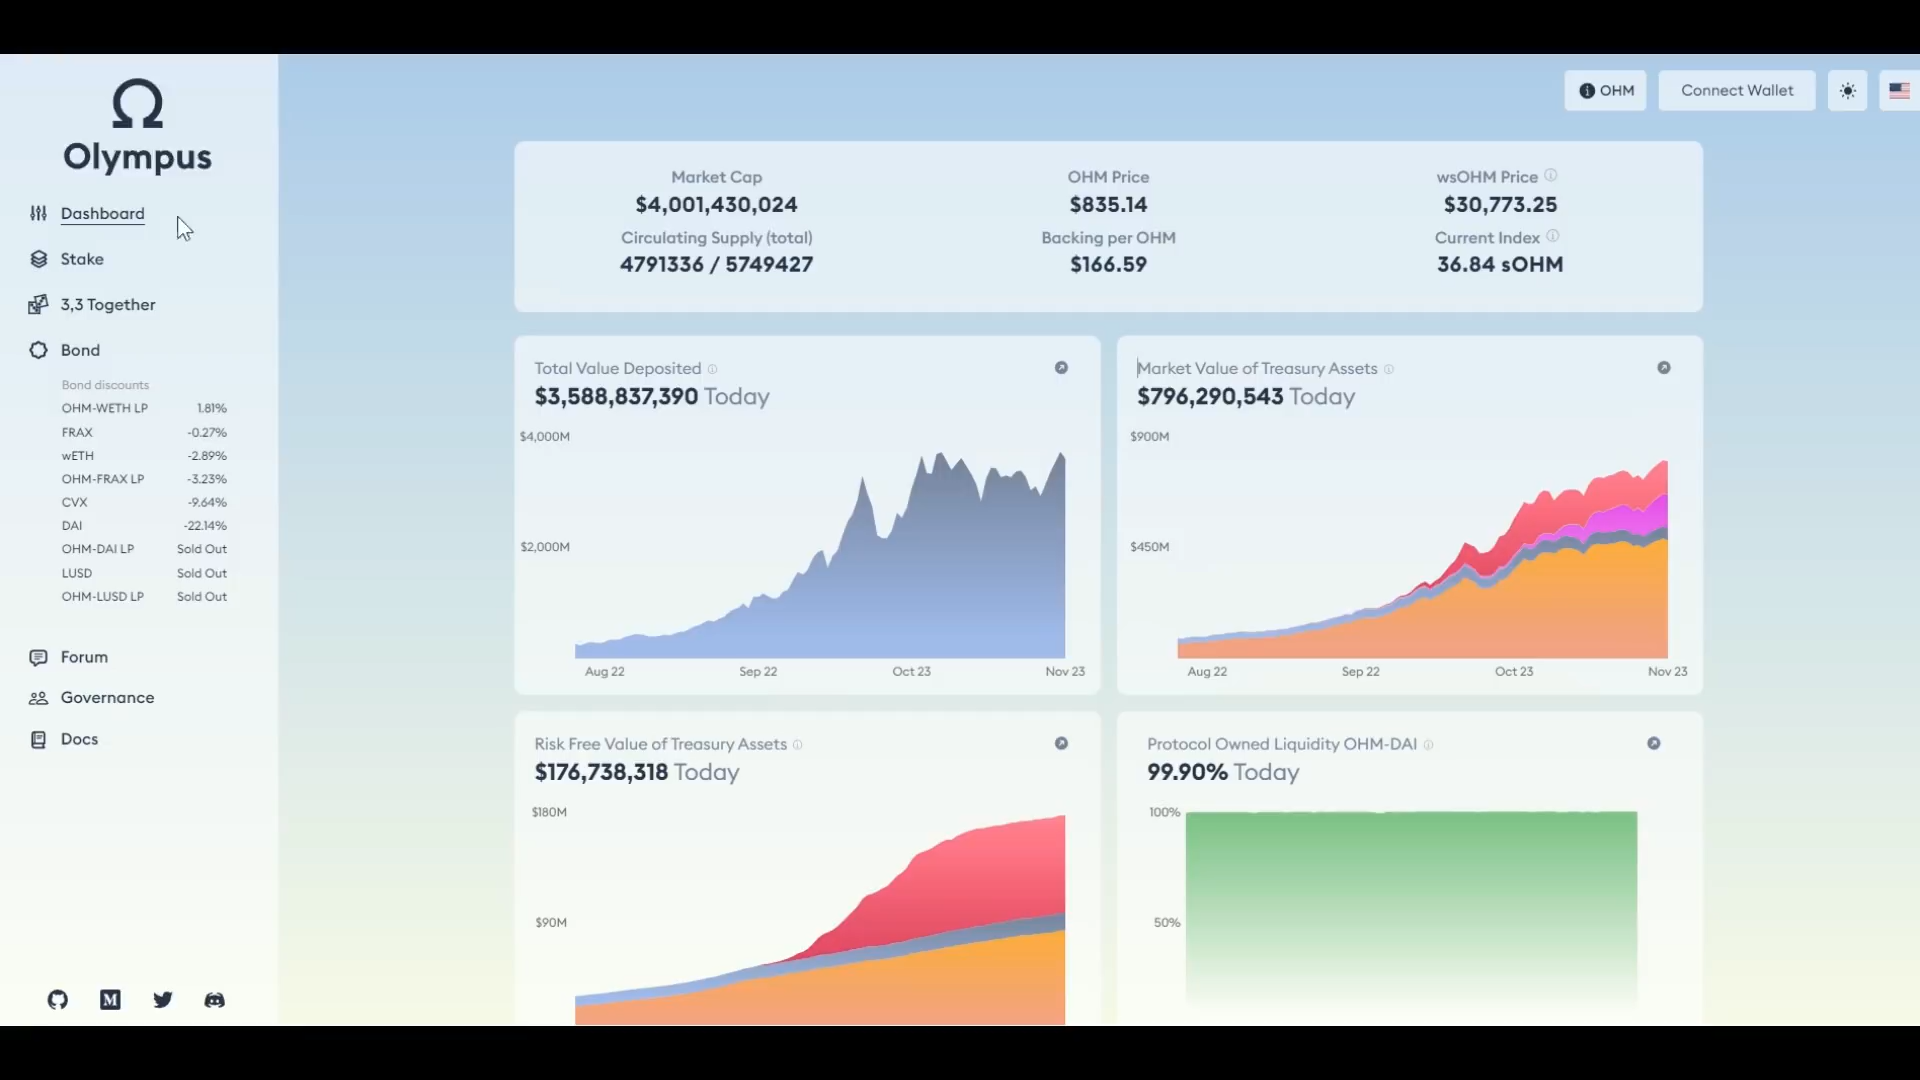 Olympus
Dashboard
Stake
3,3 Together
Bond
Bond discounts
OHM-WETH LP 1.81%
FRAX -0.27%
wETH -2.89%
OHM-FRAX LP -3.23%
CVX -9.64%
DAI -22.14%
OHM-DAI LP Sold Out
LUSD Sold Out
OHM-LUSD LP Sold Out
Forum
Governance
Docs
OHM
Connect Wallet
Market Cap
$4,001,430,024
OHM Price
$835.14
wsOHM Price
$30,773.25
Circulating Supply (total)
4791336 / 5749427
Backing per OHM
$166.59
Current Index
36.84 sOHM
Total Value Deposited
$3,588,837,390 Today
$4,000M
$2,000M
Aug 22 Sep 22 Oct 23 Nov 23
Market Value of Treasury Assets
$796,290,543 Today
$900M
$450M
Aug 22 Sep 22 Oct 23 Nov 23
Risk Free Value of Treasury Assets
$176,738,318 Today
$180M
$90M
Protocol Owned Liquidity OHM-DAI
99.90% Today
100%
50%